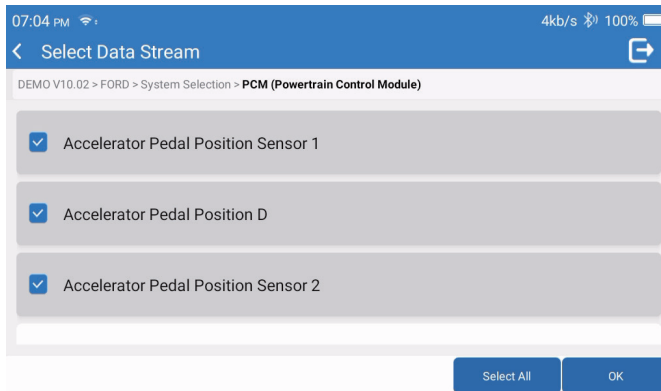 07:04 PM 4kb/s 100%
Select Data Stream
DEMO V10.02 > FORD > System Selection > PCM (Powertrain Control Module)
Accelerator Pedal Position Sensor 1
Accelerator Pedal Position D
Accelerator Pedal Position Sensor 2
Select All OK